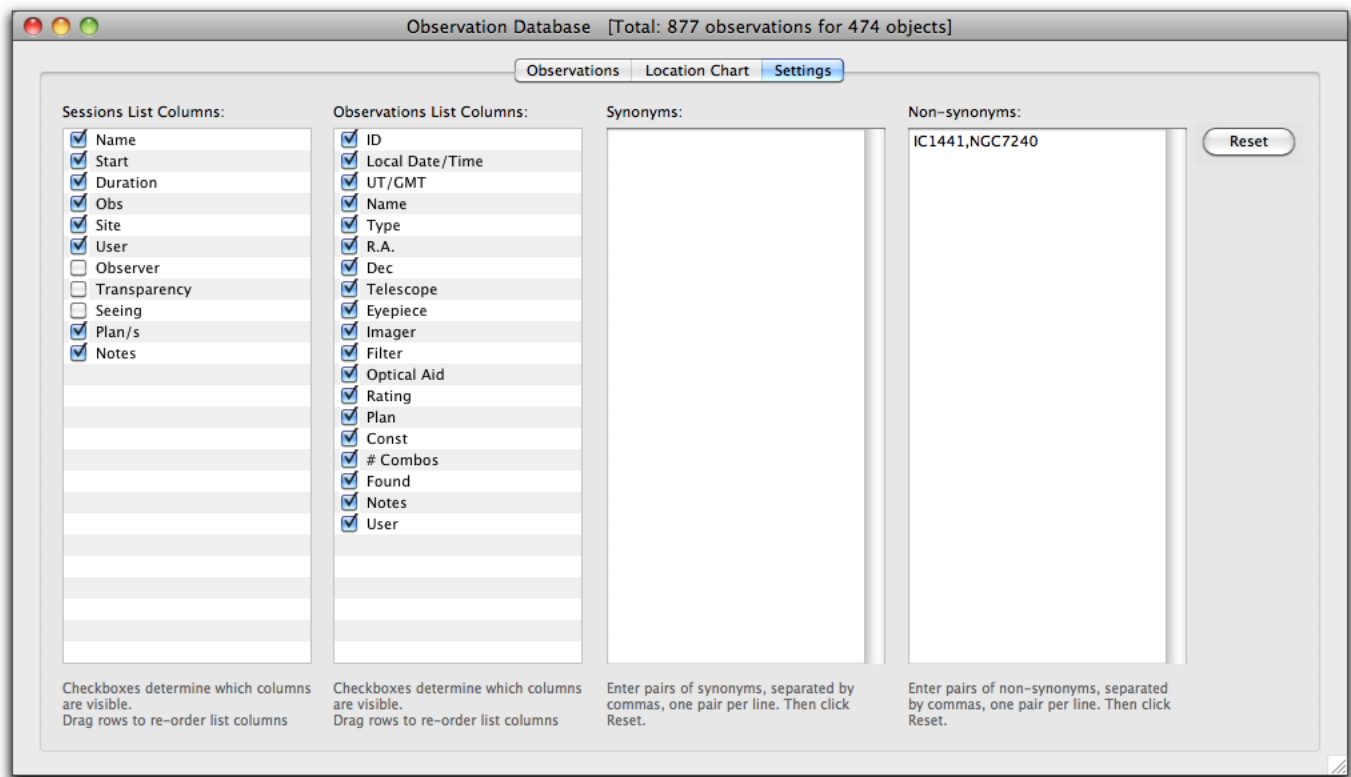 Observation Database   [Total: 877 observations for 474 objects]
Observations
Location Chart
Settings
Sessions List Columns:
Name
Start
Duration
Obs
Site
User
Observer
Transparency
Seeing
Plan/s
Notes
Checkboxes determine which columns
are visible.
Drag rows to re-order list columns
Observations List Columns:
ID
Local Date/Time
UT/GMT
Name
Type
R.A.
Dec
Telescope
Eyepiece
Imager
Filter
Optical Aid
Rating
Plan
Const
# Combos
Found
Notes
User
Checkboxes determine which columns
are visible.
Drag rows to re-order list columns
Synonyms:
Enter pairs of synonyms, separated by
commas, one pair per line. Then click
Reset.
Non-synonyms:
IC1441,NGC7240
Enter pairs of non-synonyms, separated
by commas, one pair per line. Then click
Reset.
Reset